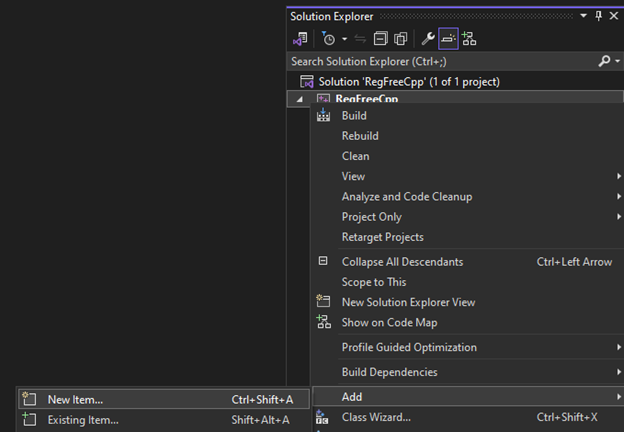 Solution Explorer
Search Solution Explorer (Ctrl+;)
Solution 'RegFreeCpp' (1 of 1 project)
RegFreeCpp
Build
Rebuild
Clean
View
Analyze and Code Cleanup
Project Only
Retarget Projects
Collapse All Descendants Ctrl+Left Arrow
Scope to This
New Solution Explorer View
Show on Code Map
Profile Guided Optimization
Build Dependencies
Add
New Item... Ctrl+Shift+A
Existing Item... Shift+Alt+A
Class Wizard... Ctrl+Shift+X